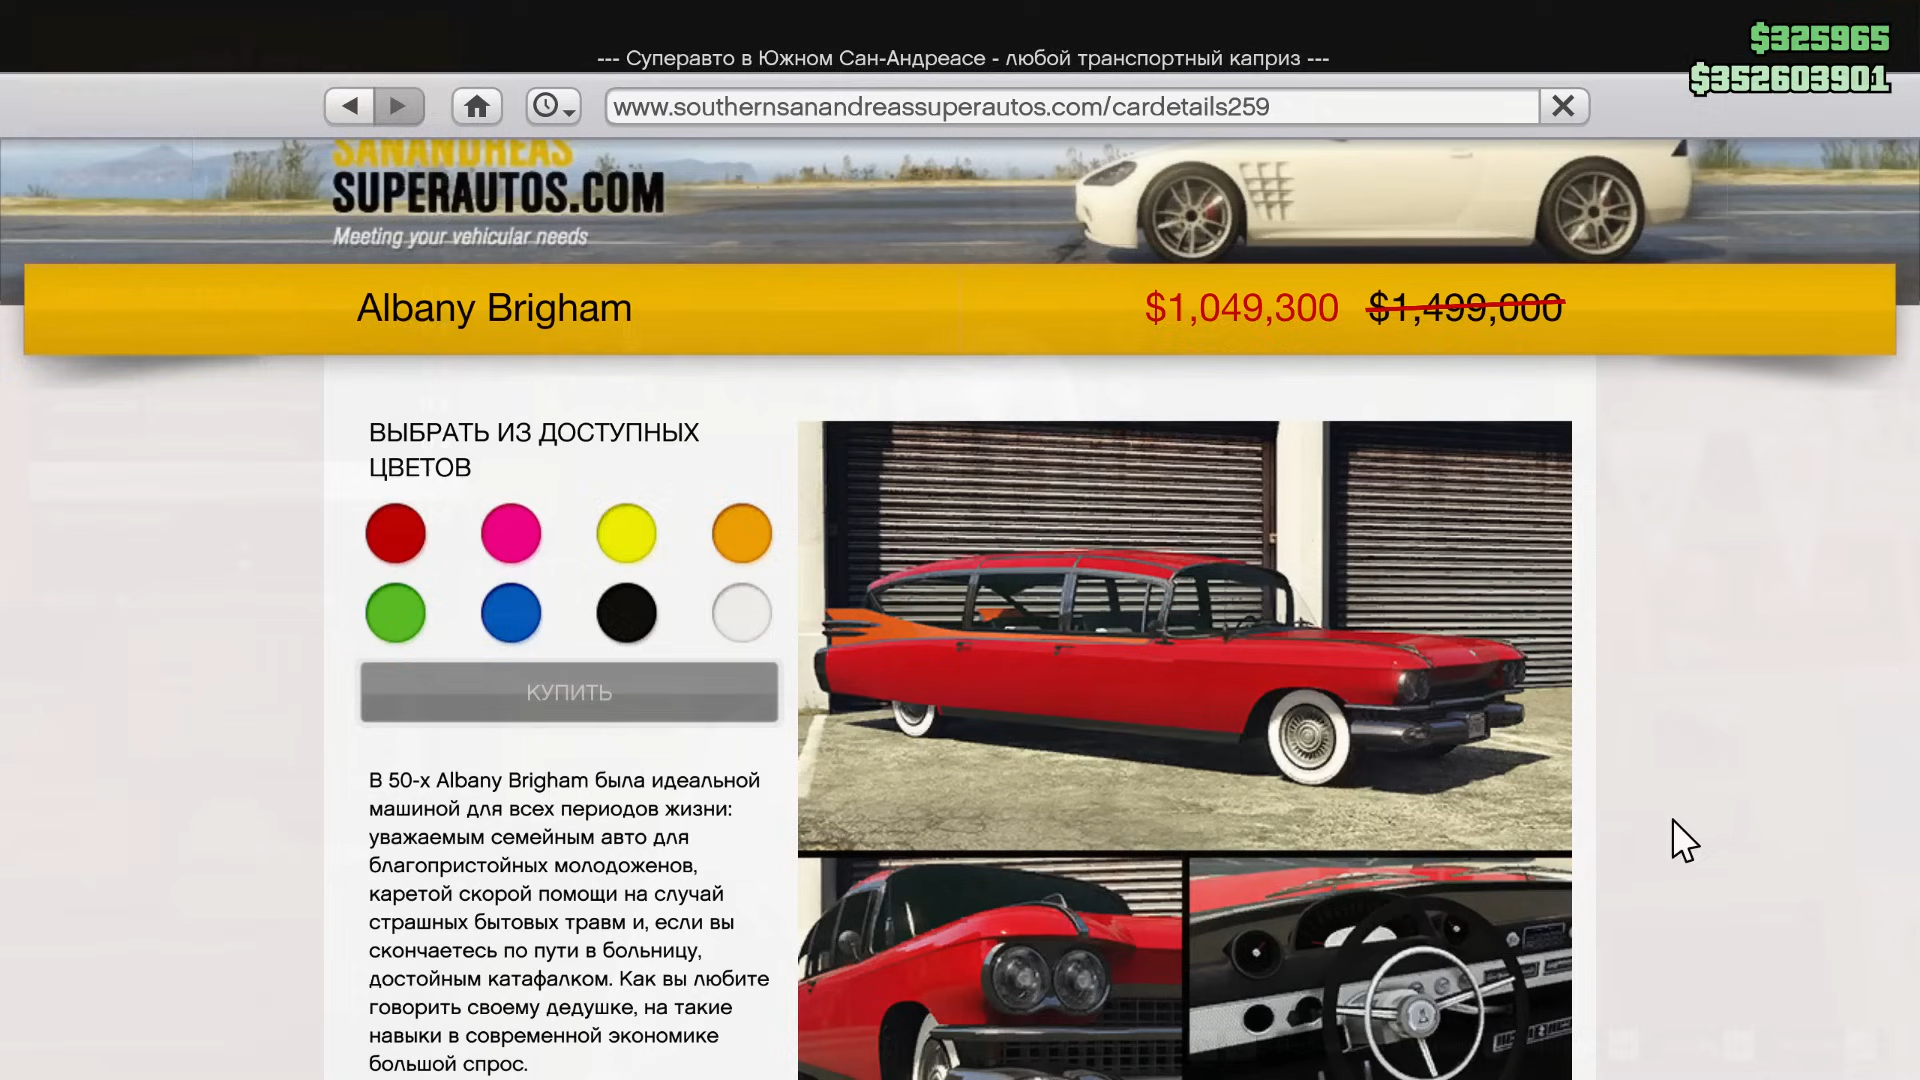 $325965
--- Суперавто в Южном Сан-Андреасе - любой транспортный каприз ---
$352603901
www.southernsanandreassuperautos.com/cardetails259
SANANDREAS
SUPERAUTOS.COM
Meeting your vehicular needs
Albany Brigham
$1,049,300 $1,499,000
ВЫБРАТЬ ИЗ ДОСТУПНЫХ
ЦВЕТОВ
КУПИТЬ
В 50-х Albany Brigham была идеальной
машиной для всех периодов жизни:
уважаемым семейным авто для
благопристойных молодоженов,
каретой скорой помощи на случай
страшных бытовых травм и, если вы
скончаетесь по пути в больницу,
достойным катафалком. Как вы любите
говорить своему дедушке, на такие
навыки в современной экономике
большой спрос.